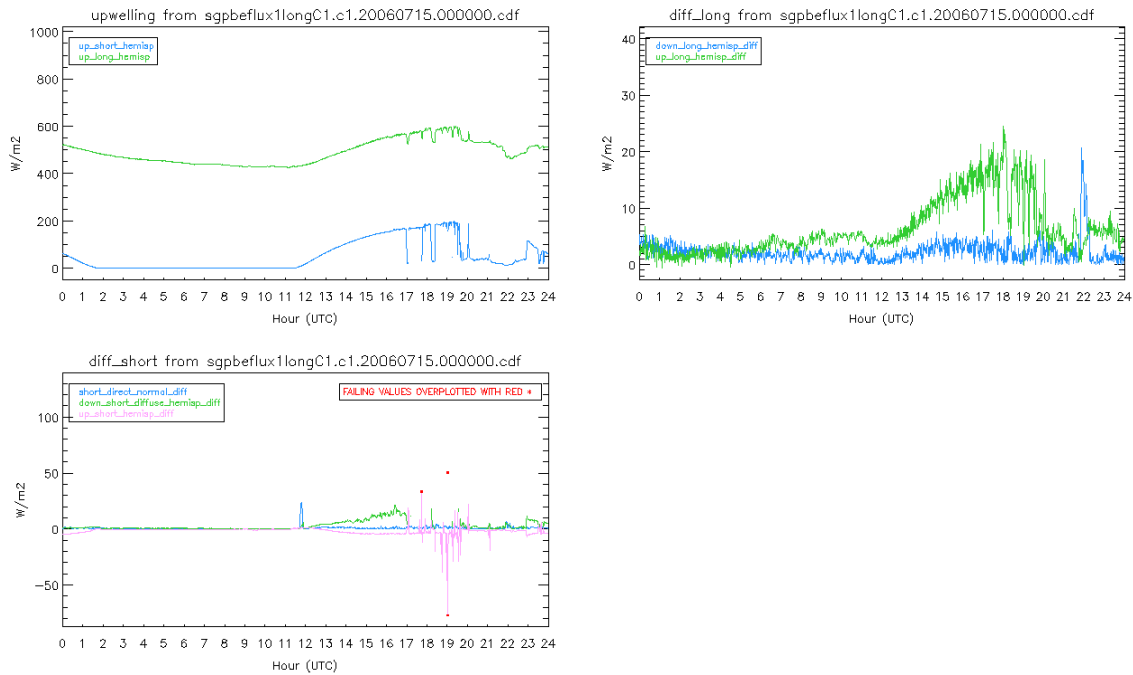 upwelling from sgpbeflux1longC1.c1.20060715.000000.cdf
1000
800
600
400
200
0
W/m2
up_short_hemisp
up_long_hemisp
0 1 2 3 4 5 6 7 8 9 10 11 12 13 14 15 16 17 18 19 20 21 22 23 24
Hour (UTC)
diff_long from sgpbeflux1longC1.c1.20060715.000000.cdf
40
30
20
10
0
W/m2
down_long_hemisp_diff
up_long_hemisp_diff
0 1 2 3 4 5 6 7 8 9 10 11 12 13 14 15 16 17 18 19 20 21 22 23 24
Hour (UTC)
diff_short from sgpbeflux1longC1.c1.20060715.000000.cdf
100
50
0
-50
W/m2
short_direct_normal_diff
down_short_diffuse_hemisp_diff
up_short_hemisp_diff
FAILING VALUES OVERPLOTTED WITH RED *
0 1 2 3 4 5 6 7 8 9 10 11 12 13 14 15 16 17 18 19 20 21 22 23 24
Hour (UTC)